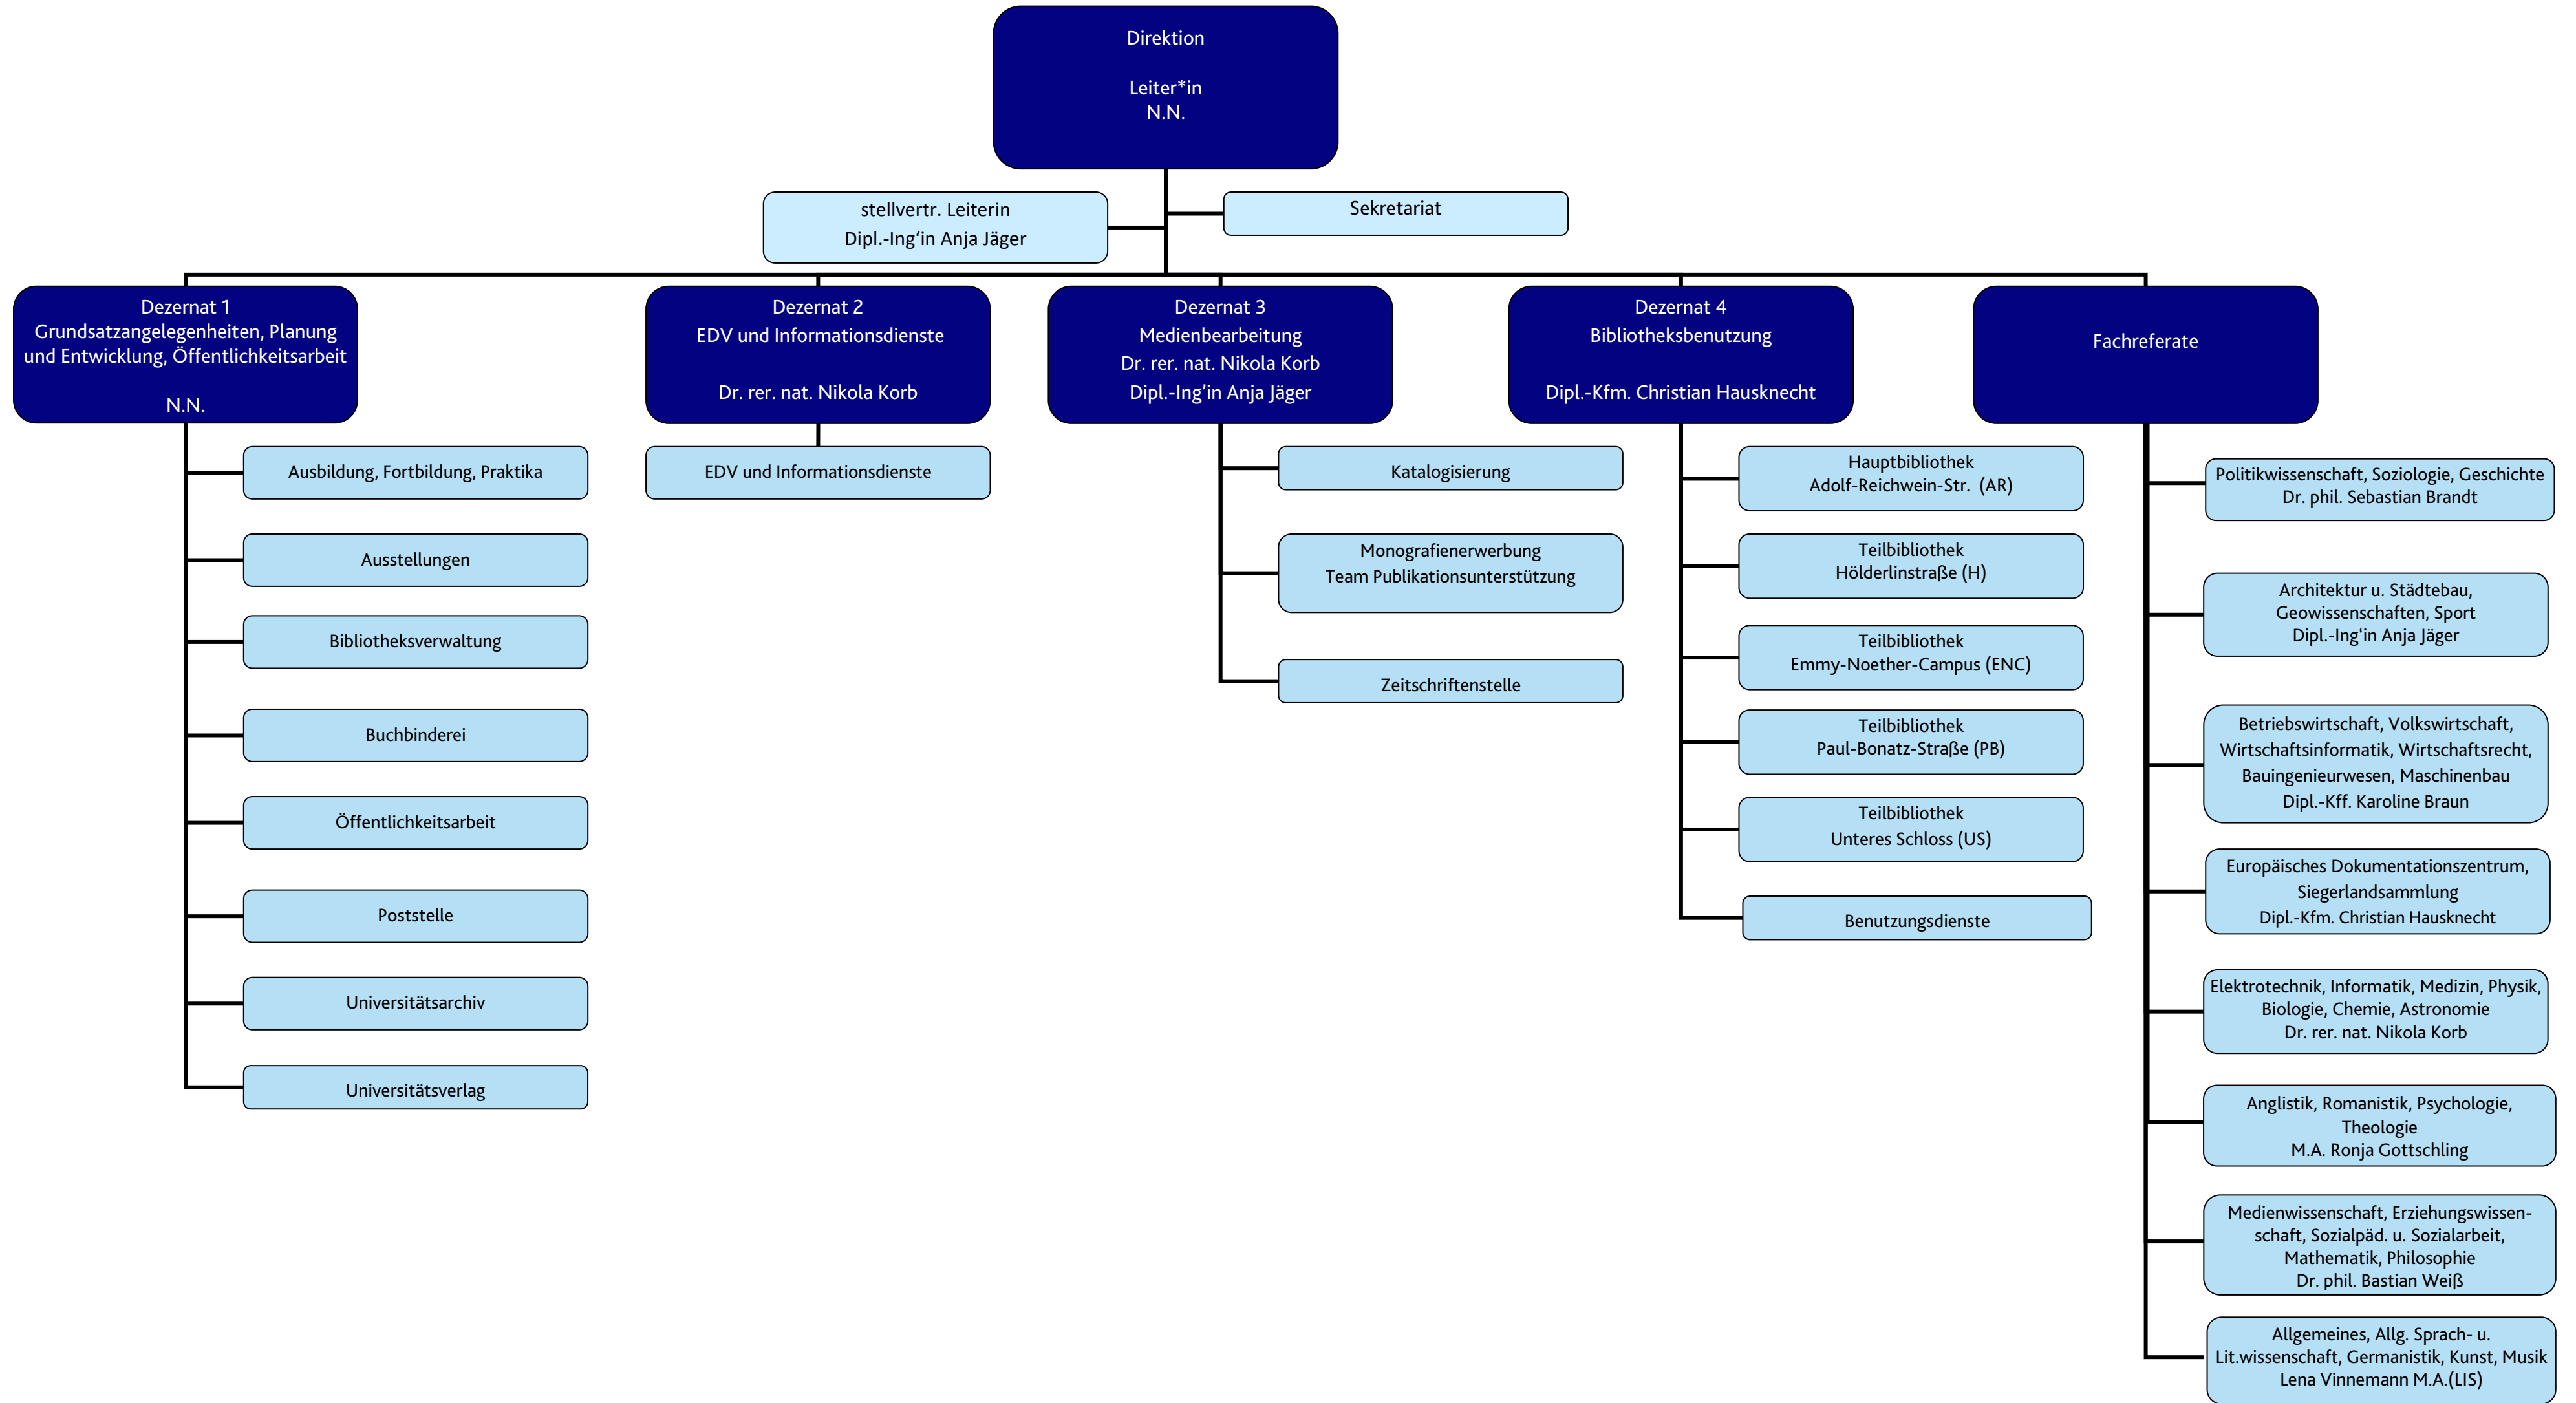 Direktion
Leiter*in
N.N.
stellvertr. Leiterin
Dipl.-Ing‘in Anja Jäger
Sekretariat
Dezernat 1
Grundsatzangelegenheiten, Planung
und Entwicklung, Öffentlichkeitsarbeit
N.N.
Ausbildung, Fortbildung, Praktika
Ausstellungen
Bibliotheksverwaltung
Buchbinderei
Öffentlichkeitsarbeit
Poststelle
Universitätsarchiv
Universitätsverlag
Dezernat 2
EDV und Informationsdienste
Dr. rer. nat. Nikola Korb
EDV und Informationsdienste
Dezernat 3
Medienbearbeitung
Dr. rer. nat. Nikola Korb
Dipl.-Ing’in Anja Jäger
Katalogisierung
Monografienerwerbung
Team Publikationsunterstützung
Zeitschriftenstelle
Dezernat 4
Bibliotheksbenutzung
Dipl.-Kfm. Christian Hausknecht
Hauptbibliothek
Adolf-Reichwein-Str. (AR)
Teilbibliothek
Hölderlinstraße (H)
Teilbibliothek
Emmy-Noether-Campus (ENC)
Teilbibliothek
Paul-Bonatz-Straße (PB)
Teilbibliothek
Unteres Schloss (US)
Benutzungsdienste
Fachreferate
Politikwissenschaft, Soziologie, Geschichte
Dr. phil. Sebastian Brandt
Architektur u. Städtebau,
Geowissenschaften, Sport
Dipl.-Ing'in Anja Jäger
Betriebswirtschaft, Volkswirtschaft,
Wirtschaftsinformatik, Wirtschaftsrecht,
Bauingenieurwesen, Maschinenbau
Dipl.-Kff. Karoline Braun
Europäisches Dokumentationszentrum,
Siegerlandsammlung
Dipl.-Kfm. Christian Hausknecht
Elektrotechnik, Informatik, Medizin, Physik,
Biologie, Chemie, Astronomie
Dr. rer. nat. Nikola Korb
Anglistik, Romanistik, Psychologie,
Theologie
M.A. Ronja Gottschling
Medienwissenschaft, Erziehungswissen-
schaft, Sozialpäd. u. Sozialarbeit,
Mathematik, Philosophie
Dr. phil. Bastian Weiß
Allgemeines, Allg. Sprach- u.
Lit.wissenschaft, Germanistik, Kunst, Musik
Lena Vinnemann M.A.(LIS)